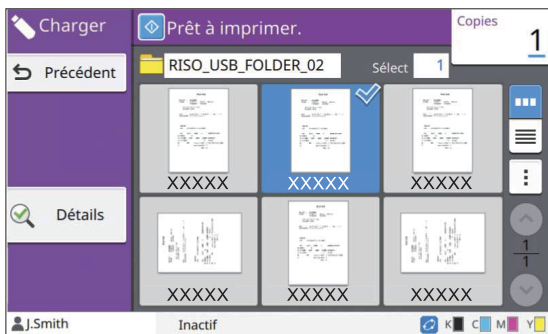 Charger
Prêt à imprimer.
Copies
1
Précédent
RISO_USB_FOLDER_02
Sélect 1
XXXXX XXXXX XXXXX
Détails
1
1
XXXXX XXXXX XXXXX
J.Smith
Inactif
K C M Y